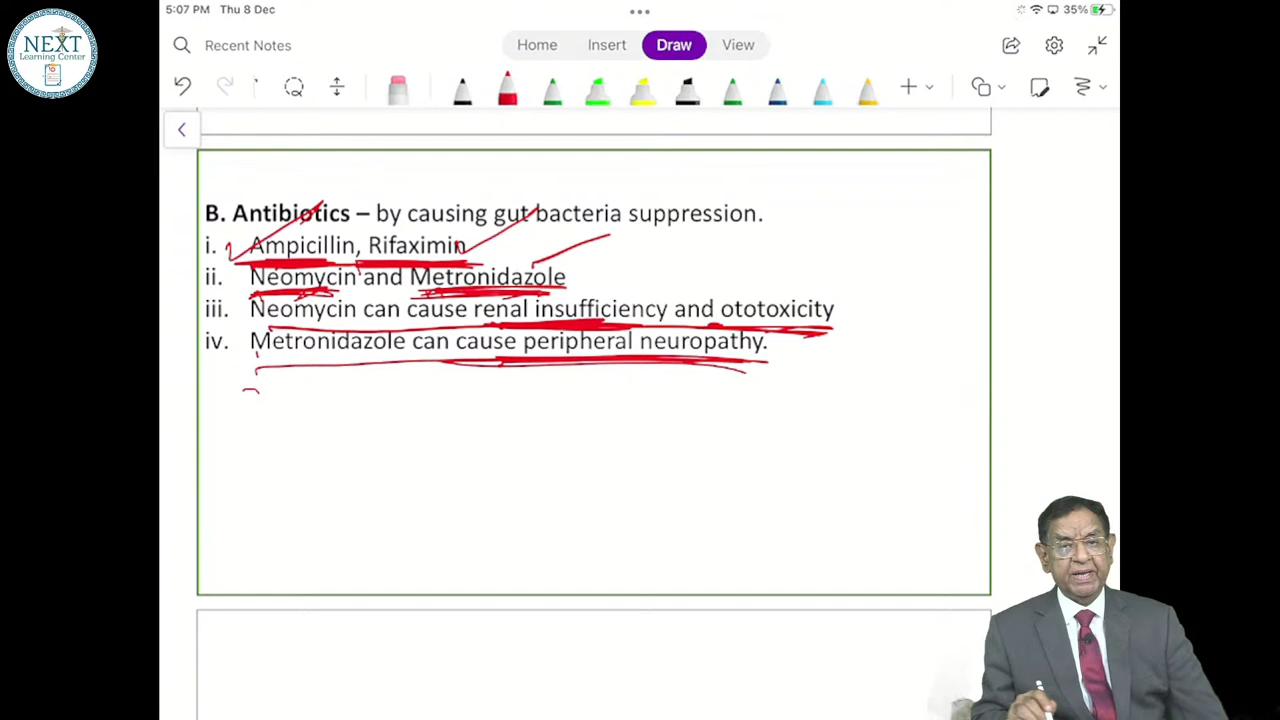 5:07 PM Thu 8 Dec
35%
NEXT
Learning Center
Recent Notes
Home Insert Draw View
B. Antibiotics – by causing gut bacteria suppression.
i. Ampicillin, Rifaximin
ii. Neomycin and Metronidazole
iii. Neomycin can cause renal insufficiency and ototoxicity
iv. Metronidazole can cause peripheral neuropathy.